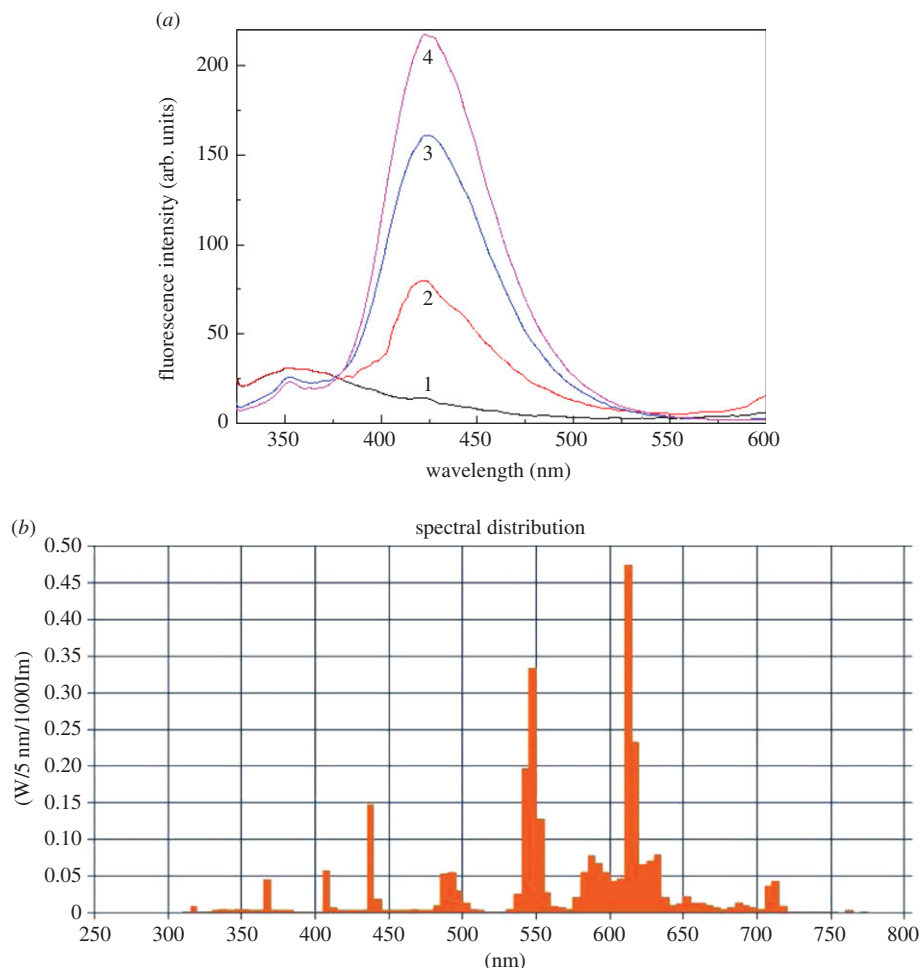 (a)
200
150
100
50
0
fluorescence intensity (arb. units)
4
3
2
1
350 400 450 500 550 600
wavelength (nm)
(b)
spectral distribution
0.50
0.45
0.40
0.35
0.30
0.25
0.20
0.15
0.10
0.05
0
(W/5 nm/1000Im)
250 300 350 400 450 500 550 600 650 700 750 800
(nm)